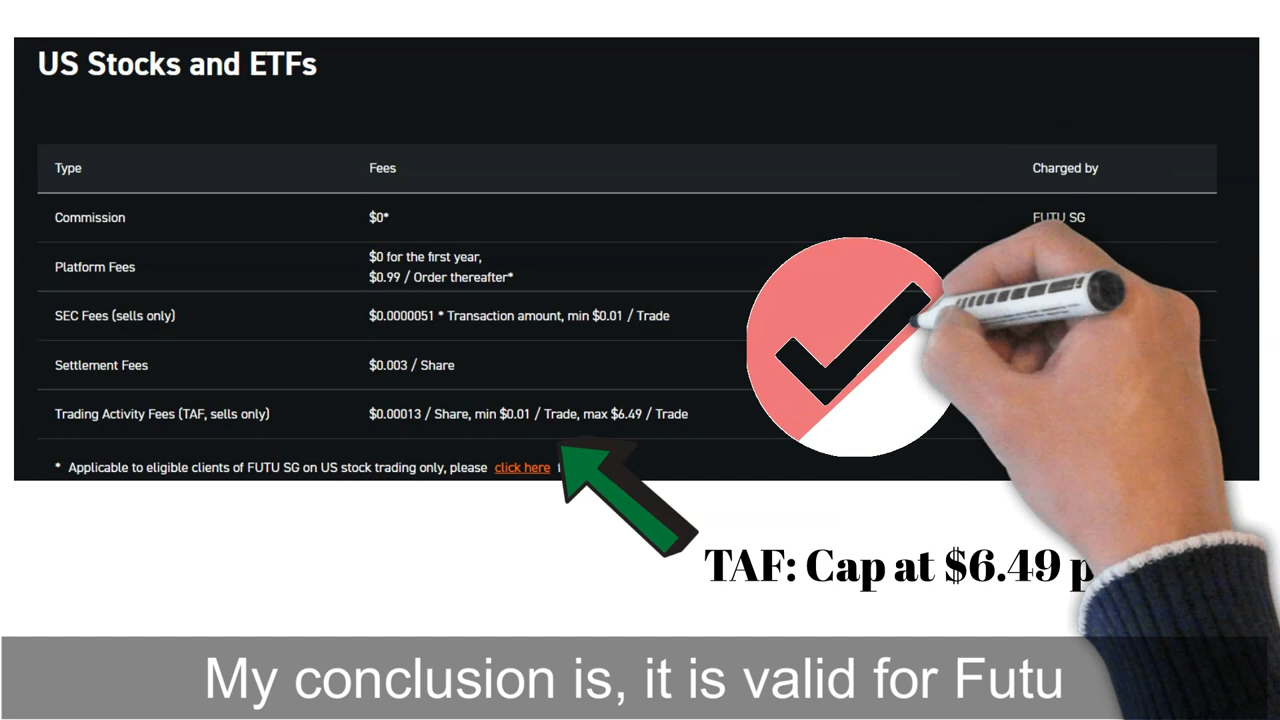 US Stocks and ETFs
Type Fees Charged by
Commission $0* FUTU SG
Platform Fees $0 for the first year,
$0.99 / Order thereafter*
SEC Fees (sells only) $0.0000051 * Transaction amount, min $0.01 / Trade
Settlement Fees $0.003 / Share
Trading Activity Fees (TAF, sells only) $0.00013 / Share, min $0.01 / Trade, max $6.49 / Trade
* Applicable to eligible clients of FUTU SG on US stock trading only, please click here
TAF: Cap at $6.49
My conclusion is, it is valid for Futu